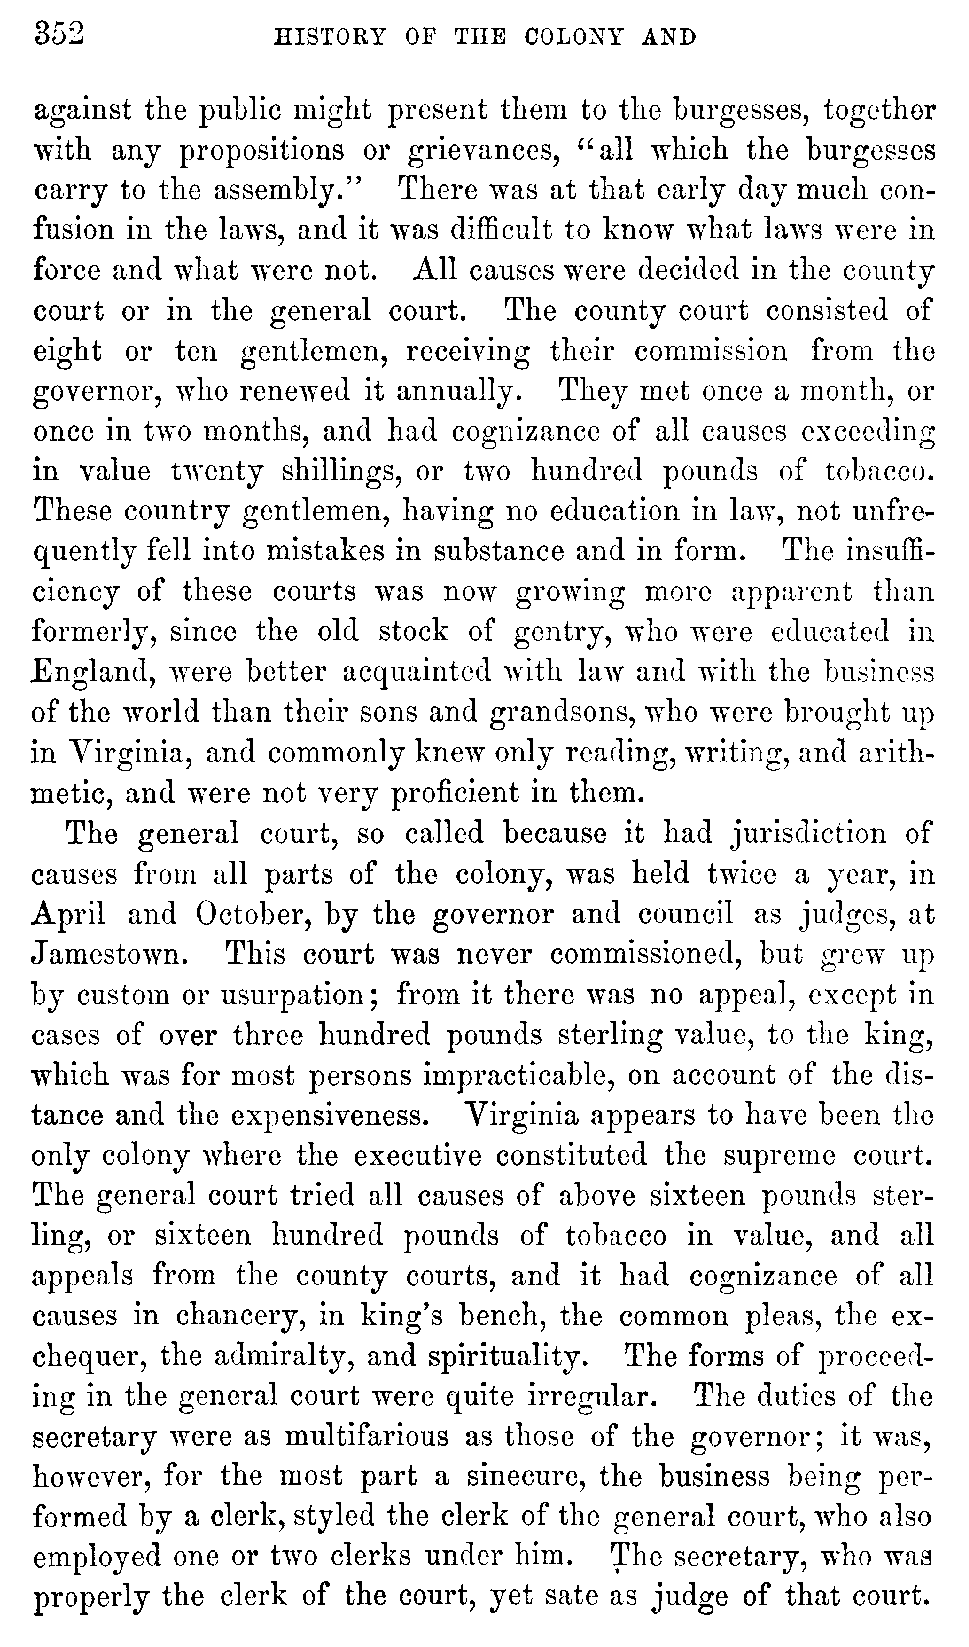 352 HISTORY OF THE COLONY AND
against the public might present them to the burgesses, together
with any propositions or grievances, “all which the burgesses
carry to the assembly.” There was at that early day much con-
fusion in the laws, and it was difficult to know what laws were in
force and what were not. All causes were decided in the county
court or in the general court. The county court consisted of
eight or ten gentlemen, receiving their commission from the
governor, who renewed it annually. They met once a month, or
once in two months, and had cognizance of all causes exceeding
in value twenty shillings, or two hundred pounds of tobacco.
These country gentlemen, having no education in law, not unfre-
quently fell into mistakes in substance and in form. The insuffi-
ciency of these courts was now growing more apparent than
formerly, since the old stock of gentry, who were educated in
England, were better acquainted with law and with the business
of the world than their sons and grandsons, who were brought up
in Virginia, and commonly knew only reading, writing, and arith-
metic, and were not very proficient in them.
The general court, so called because it had jurisdiction of
causes from all parts of the colony, was held twice a year, in
April and October, by the governor and council as judges, at
Jamestown. This court was never commissioned, but grew up
by custom or usurpation; from it there was no appeal, except in
cases of over three hundred pounds sterling value, to the king,
which was for most persons impracticable, on account of the dis-
tance and the expensiveness. Virginia appears to have been the
only colony where the executive constituted the supreme court.
The general court tried all causes of above sixteen pounds ster-
ling, or sixteen hundred pounds of tobacco in value, and all
appeals from the county courts, and it had cognizance of all
causes in chancery, in king’s bench, the common pleas, the ex-
chequer, the admiralty, and spirituality. The forms of proceed-
ing in the general court were quite irregular. The duties of the
secretary were as multifarious as those of the governor; it was,
however, for the most part a sinecure, the business being per-
formed by a clerk, styled the clerk of the general court, who also
employed one or two clerks under him. The secretary, who was
properly the clerk of the court, yet sate as judge of that court.